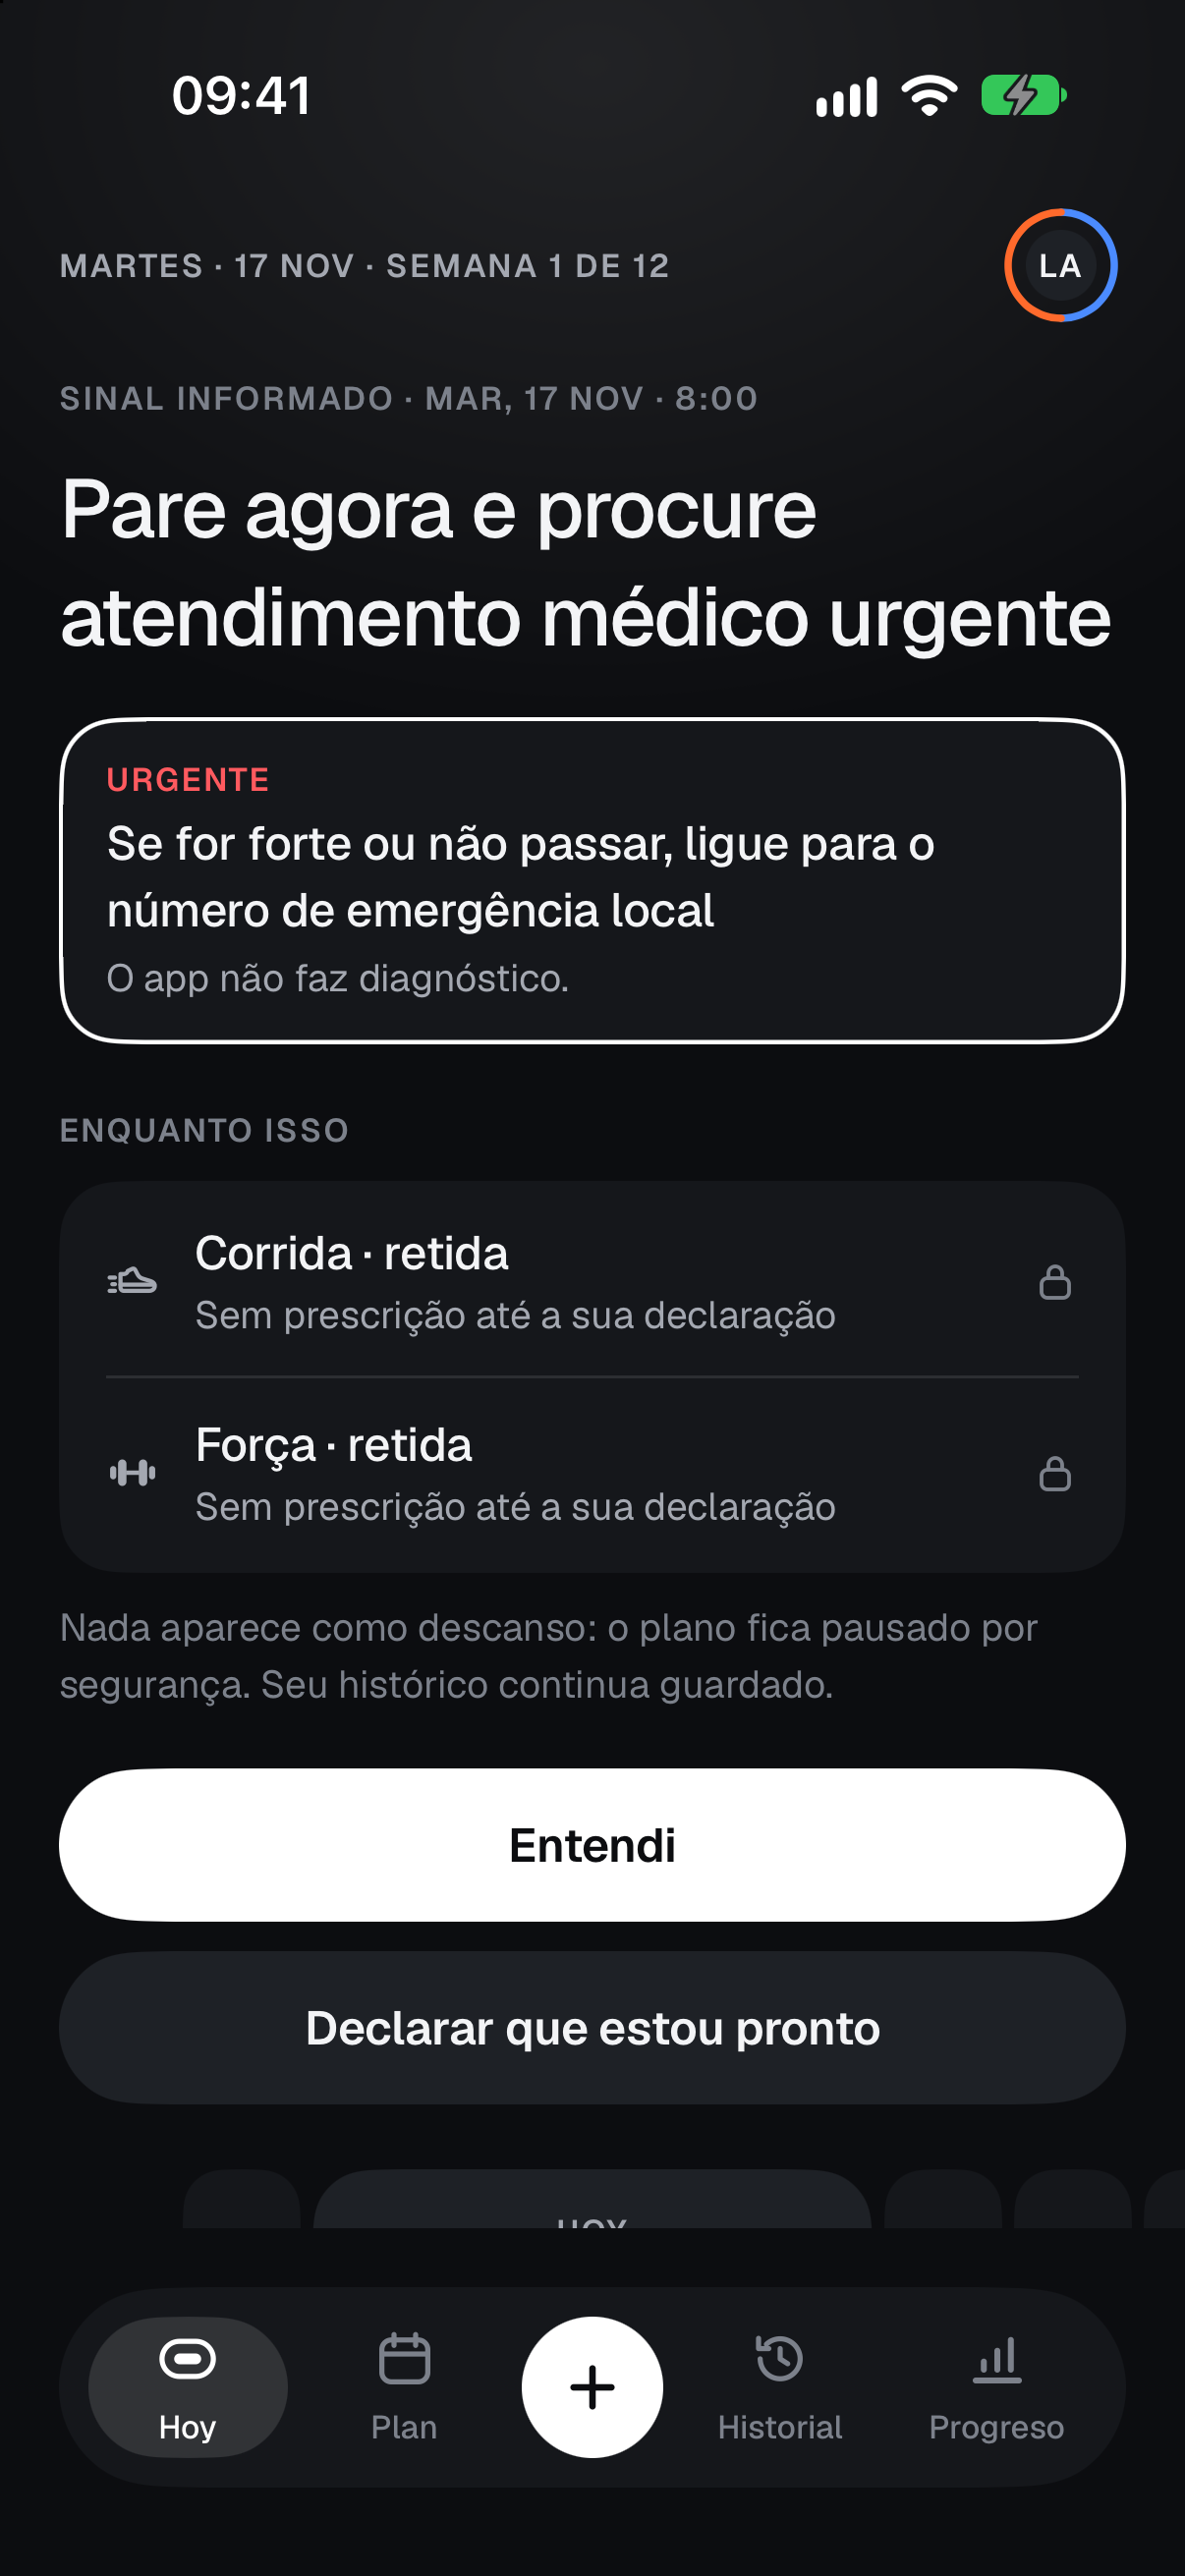 09:41
MARTES · 17 NOV · SEMANA 1 DE 12
LA
SINAL INFORMADO · MAR, 17 NOV · 8:00
Pare agora e procure
atendimento médico urgente
URGENTE
Se for forte ou não passar, ligue para o
número de emergência local
O app não faz diagnóstico.
ENQUANTO ISSO
Corrida · retida
Sem prescrição até a sua declaração
Força · retida
Sem prescrição até a sua declaração
Nada aparece como descanso: o plano fica pausado por
segurança. Seu histórico continua guardado.
Entendi
Declarar que estou pronto
HOY
Hoy
Plan
Historial
Progreso